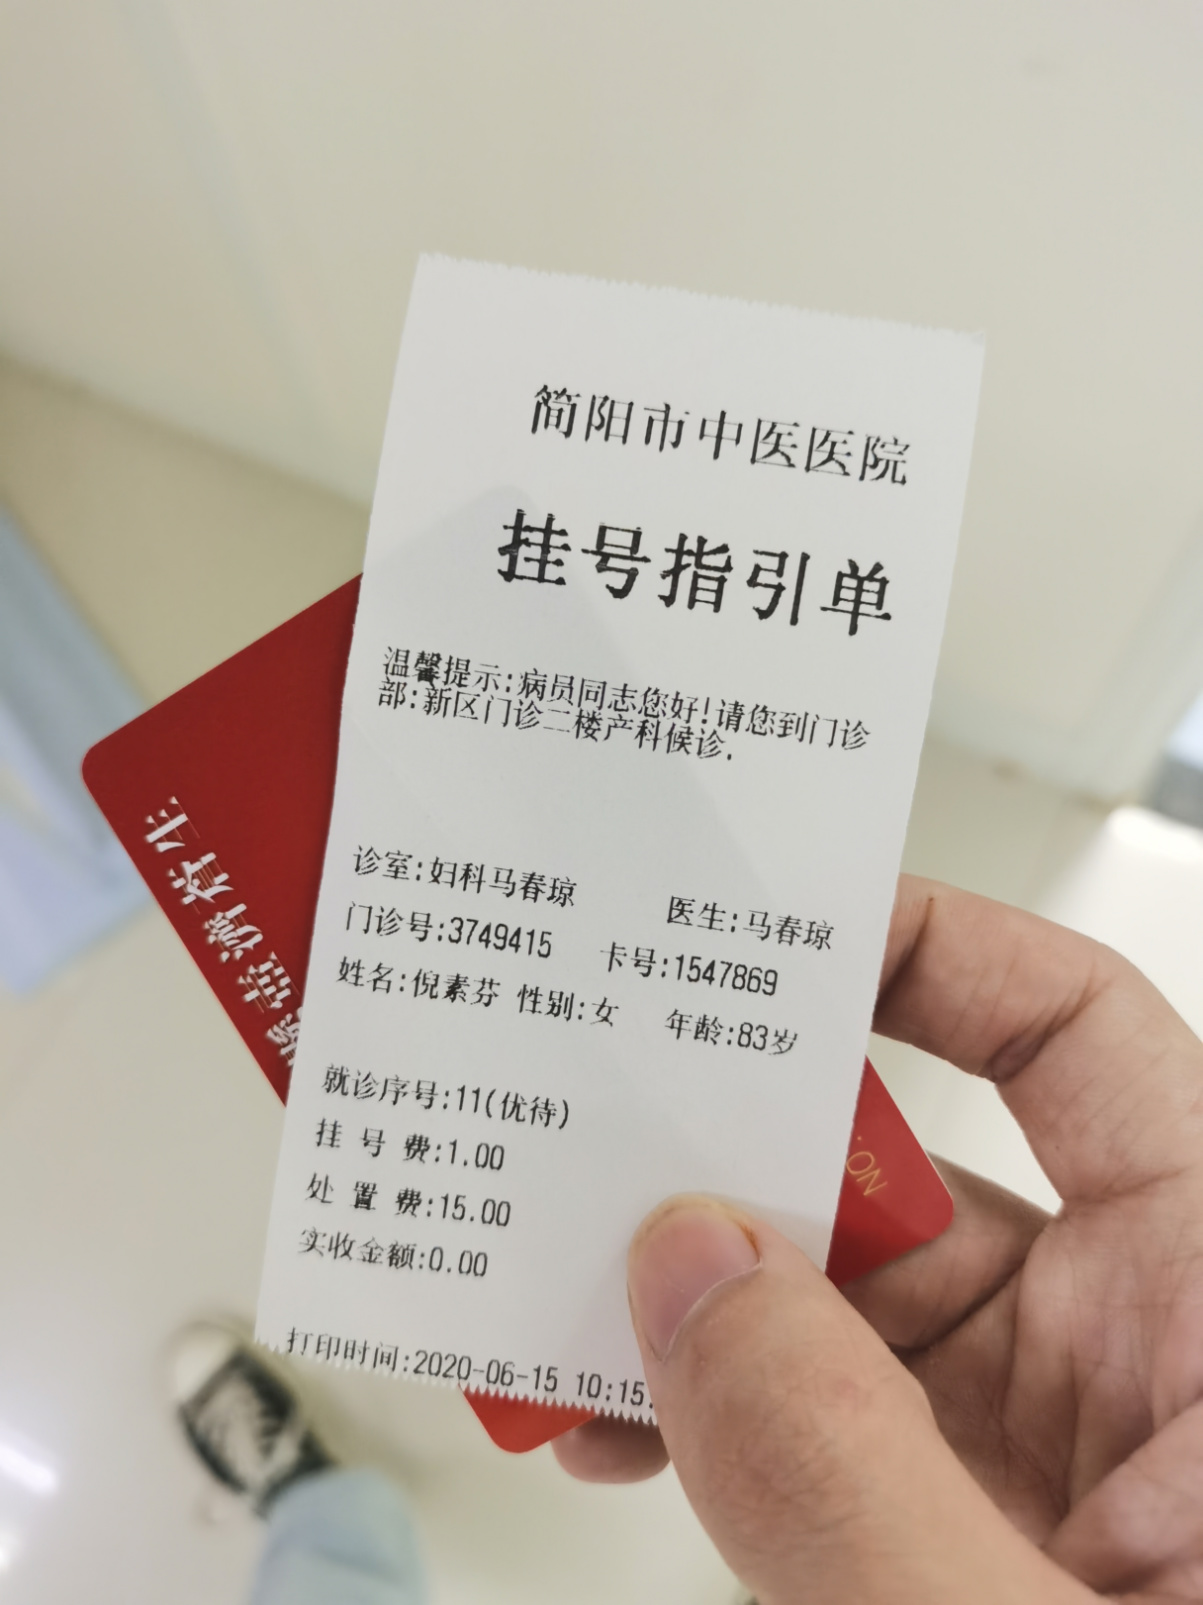 简阳市中医医院
挂号指引单
温馨提示:病员同志您好!请您到门诊
部:新区门诊二楼产科候诊.
诊室:妇科马春琼 医生:马春琼
门诊号:3749415 卡号:1547869
姓名:倪素芬 性别:女 年龄:83岁
就诊序号:11(优待)
挂 号 费:1.00
处 置 费:15.00
实收金额:0.00
打印时间:2020-06-15 10:15
NO.